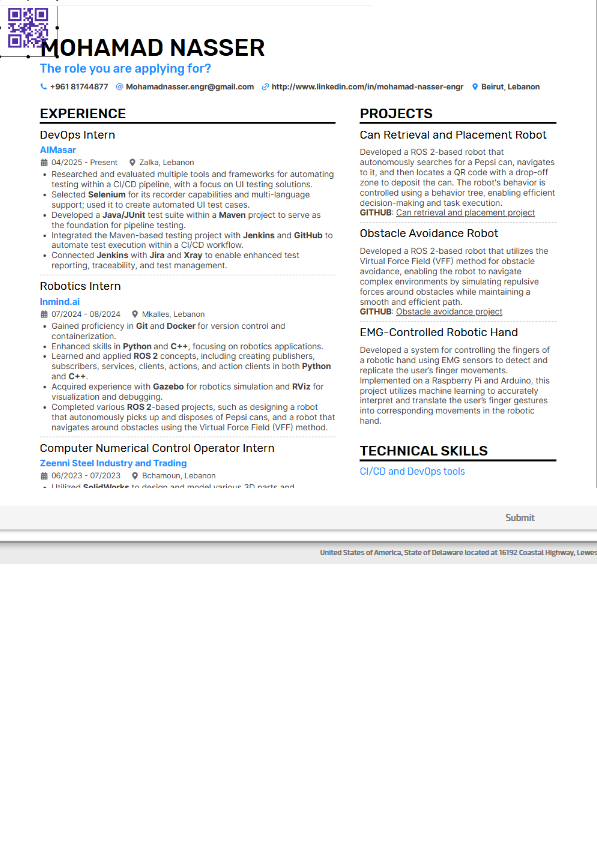 MOHAMAD NASSER
The role you are applying for?
+961 81744877 Mohamadnasser.engr@gmail.com http://www.linkedin.com/in/mohamad-nasser-engr Beirut, Lebanon
EXPERIENCE
DevOps Intern
AlMasar
04/2025 - Present Zalka, Lebanon
• Researched and evaluated multiple tools and frameworks for automating
testing within a CI/CD pipeline, with a focus on UI testing solutions.
• Selected Selenium for its recorder capabilities and multi-language
support; used it to create automated UI test cases.
• Developed a Java/JUnit test suite within a Maven project to serve as
the foundation for pipeline testing.
• Integrated the Maven-based testing project with Jenkins and GitHub to
automate test execution within a CI/CD workflow.
• Connected Jenkins with Jira and Xray to enable enhanced test
reporting, traceability, and test management.
Robotics Intern
Inmind.ai
07/2024 - 08/2024 Mkalles, Lebanon
• Gained proficiency in Git and Docker for version control and
containerization.
• Enhanced skills in Python and C++, focusing on robotics applications.
• Learned and applied ROS 2 concepts, including creating publishers,
subscribers, services, clients, actions, and action clients in both Python
and C++.
• Acquired experience with Gazebo for robotics simulation and RViz for
visualization and debugging.
• Completed various ROS 2-based projects, such as designing a robot
that autonomously picks up and disposes of Pepsi cans, and a robot that
navigates around obstacles using the Virtual Force Field (VFF) method.
Computer Numerical Control Operator Intern
Zeenni Steel Industry and Trading
06/2023 - 07/2023 Bchamoun, Lebanon
• Utilized SolidWorks to design and model various 3D parts and
PROJECTS
Can Retrieval and Placement Robot
Developed a ROS 2-based robot that
autonomously searches for a Pepsi can, navigates
to it, and then locates a QR code with a drop-off
zone to deposit the can. The robot's behavior is
controlled using a behavior tree, enabling efficient
decision-making and task execution.
GITHUB: Can retrieval and placement project
Obstacle Avoidance Robot
Developed a ROS 2-based robot that utilizes the
Virtual Force Field (VFF) method for obstacle
avoidance, enabling the robot to navigate
complex environments by simulating repulsive
forces around obstacles while maintaining a
smooth and efficient path.
GITHUB: Obstacle avoidance project
EMG-Controlled Robotic Hand
Developed a system for controlling the fingers of
a robotic hand using EMG sensors to detect and
replicate the user's finger movements.
Implemented on a Raspberry Pi and Arduino, this
project utilizes machine learning to accurately
interpret and translate the user's finger gestures
into corresponding movements in the robotic
hand.
TECHNICAL SKILLS
CI/CD and DevOps tools
Submit
United States of America, State of Delaware located at 16192 Coastal Highway, Lewes